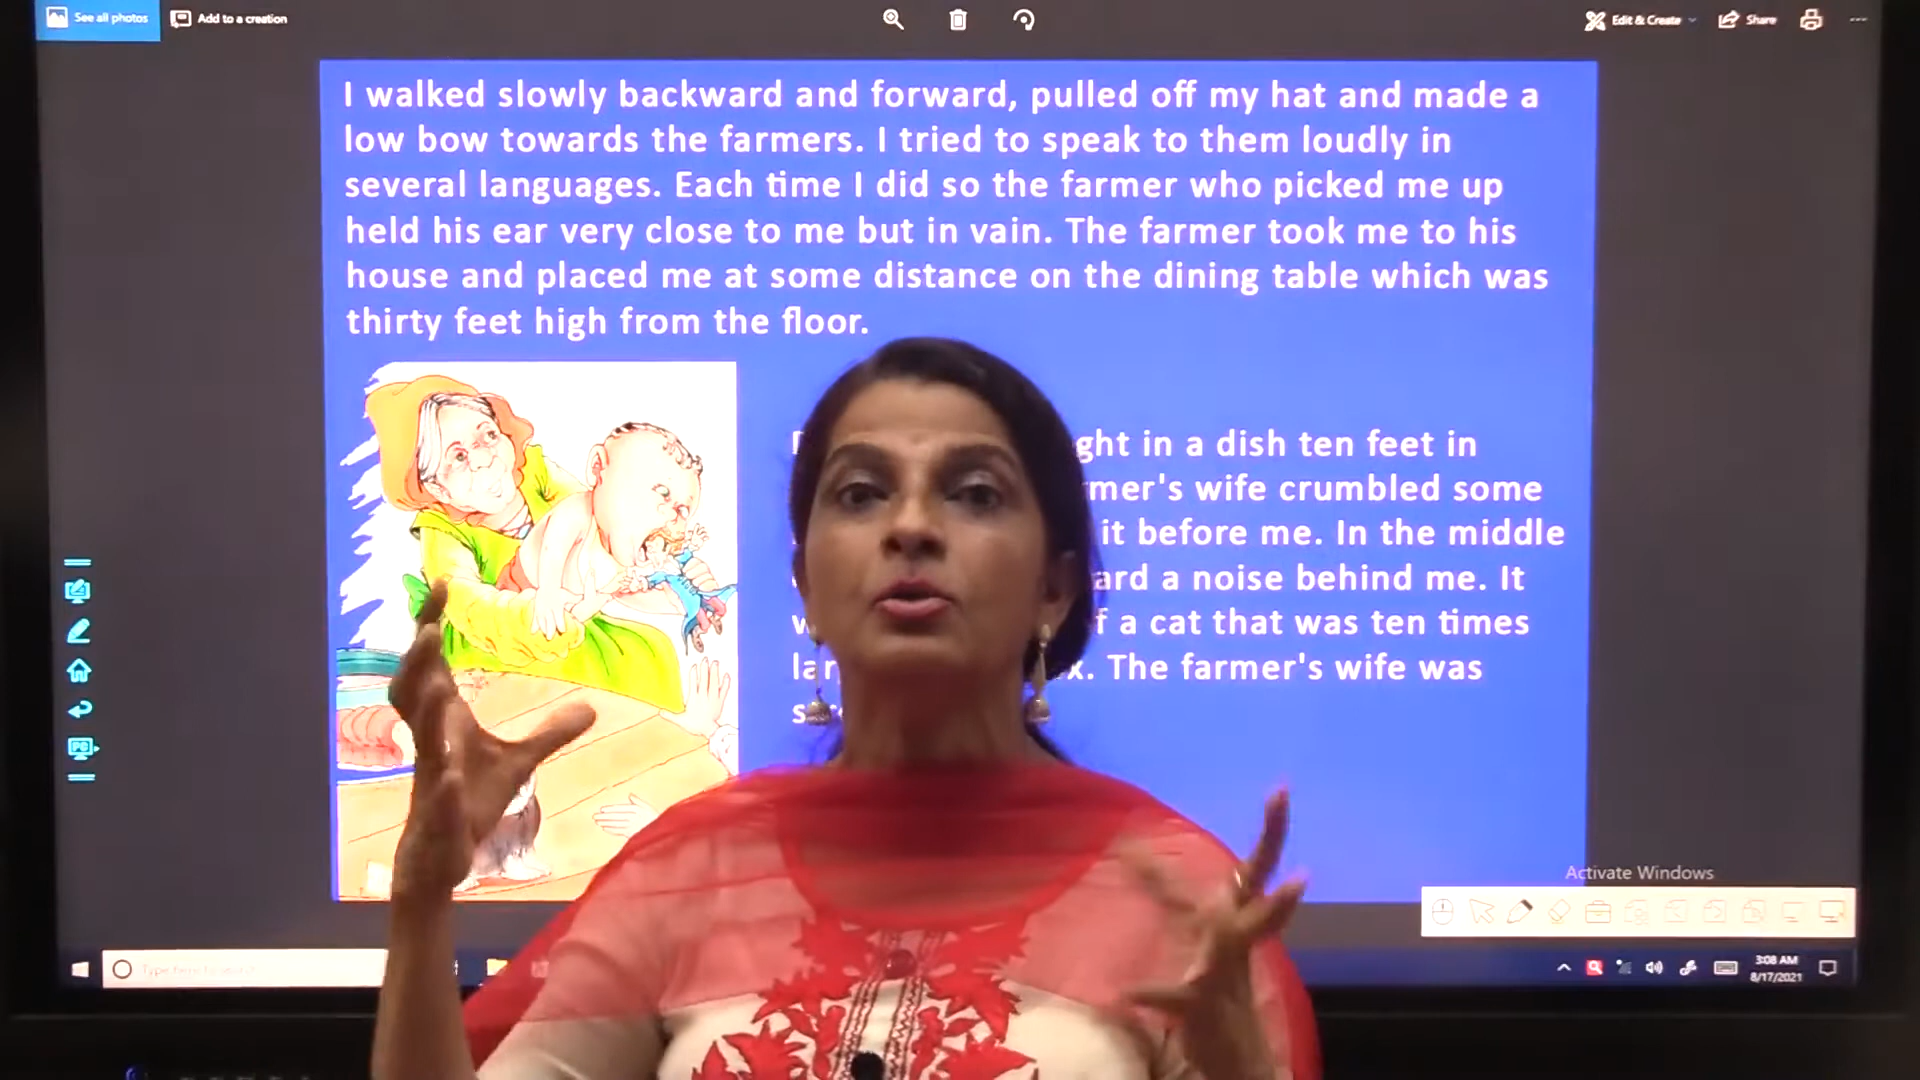 See all photos
Add to a creation
Edit & Create
Share
I walked slowly backward and forward, pulled off my hat and made a
low bow towards the farmers. I tried to speak to them loudly in
several languages. Each time I did so the farmer who picked me up
held his ear very close to me but in vain. The farmer took me to his
house and placed me at some distance on the dining table which was
thirty feet high from the floor.
in a dish ten feet in
wife crumbled some
it before me. In the middle
a noise behind me. It
a cat that was ten times
The farmer's wife was
Activate Windows
Type here to search
3:08 AM
8/17/2021